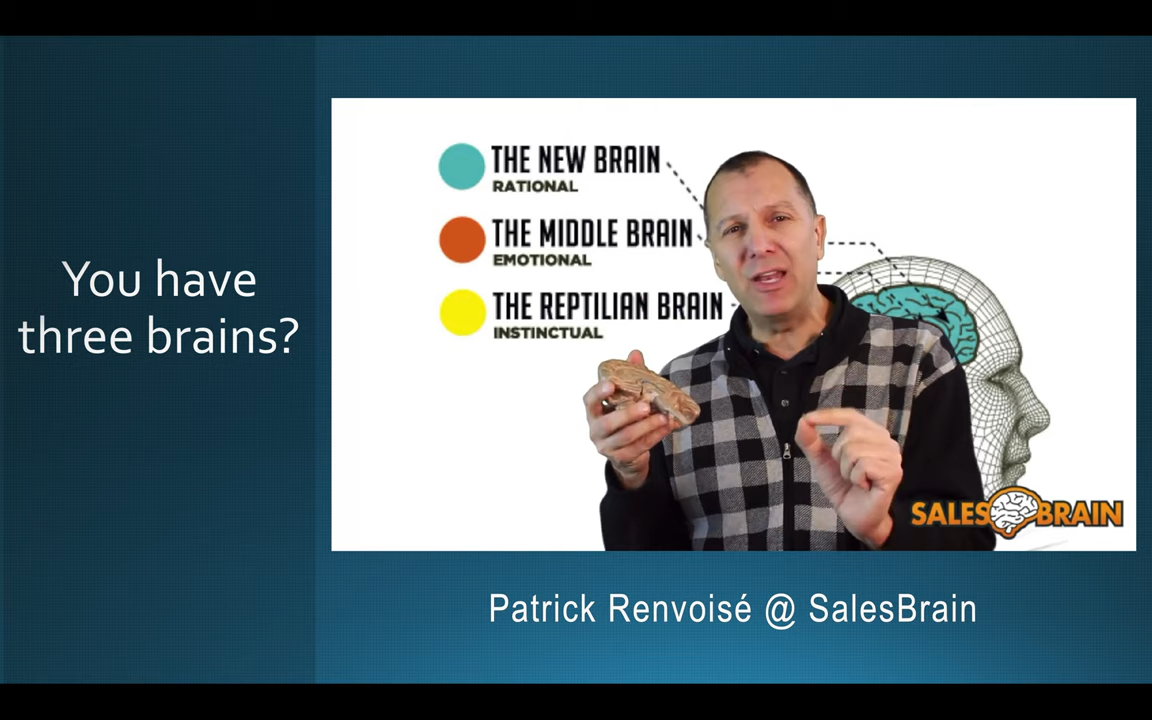 You have
three brains?
THE NEW BRAIN
RATIONAL
THE MIDDLE BRAIN
EMOTIONAL
THE REPTILIAN BRAIN
INSTINCTUAL
SALES BRAIN
Patrick Renvoisé @ SalesBrain